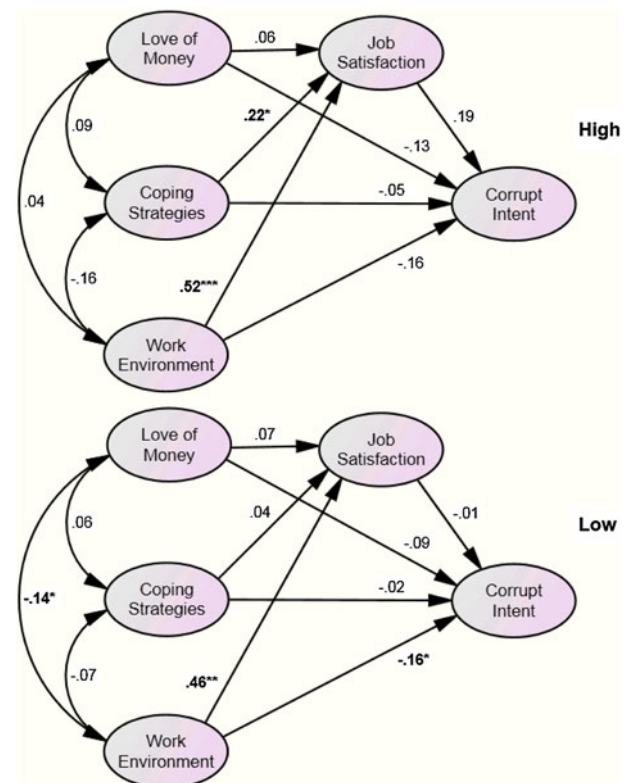 Love of
Money
.06
Job
Satisfaction
.09
.22*
.19
-.13
High
.04
Coping
Strategies
-.05
Corrupt
Intent
-.16
.52***
-.16
Work
Environment
Love of
Money
.07
Job
Satisfaction
.06
.04
-.01
-.09
Low
-.14*
Coping
Strategies
-.02
Corrupt
Intent
-.07
.46**
-.16*
Work
Environment